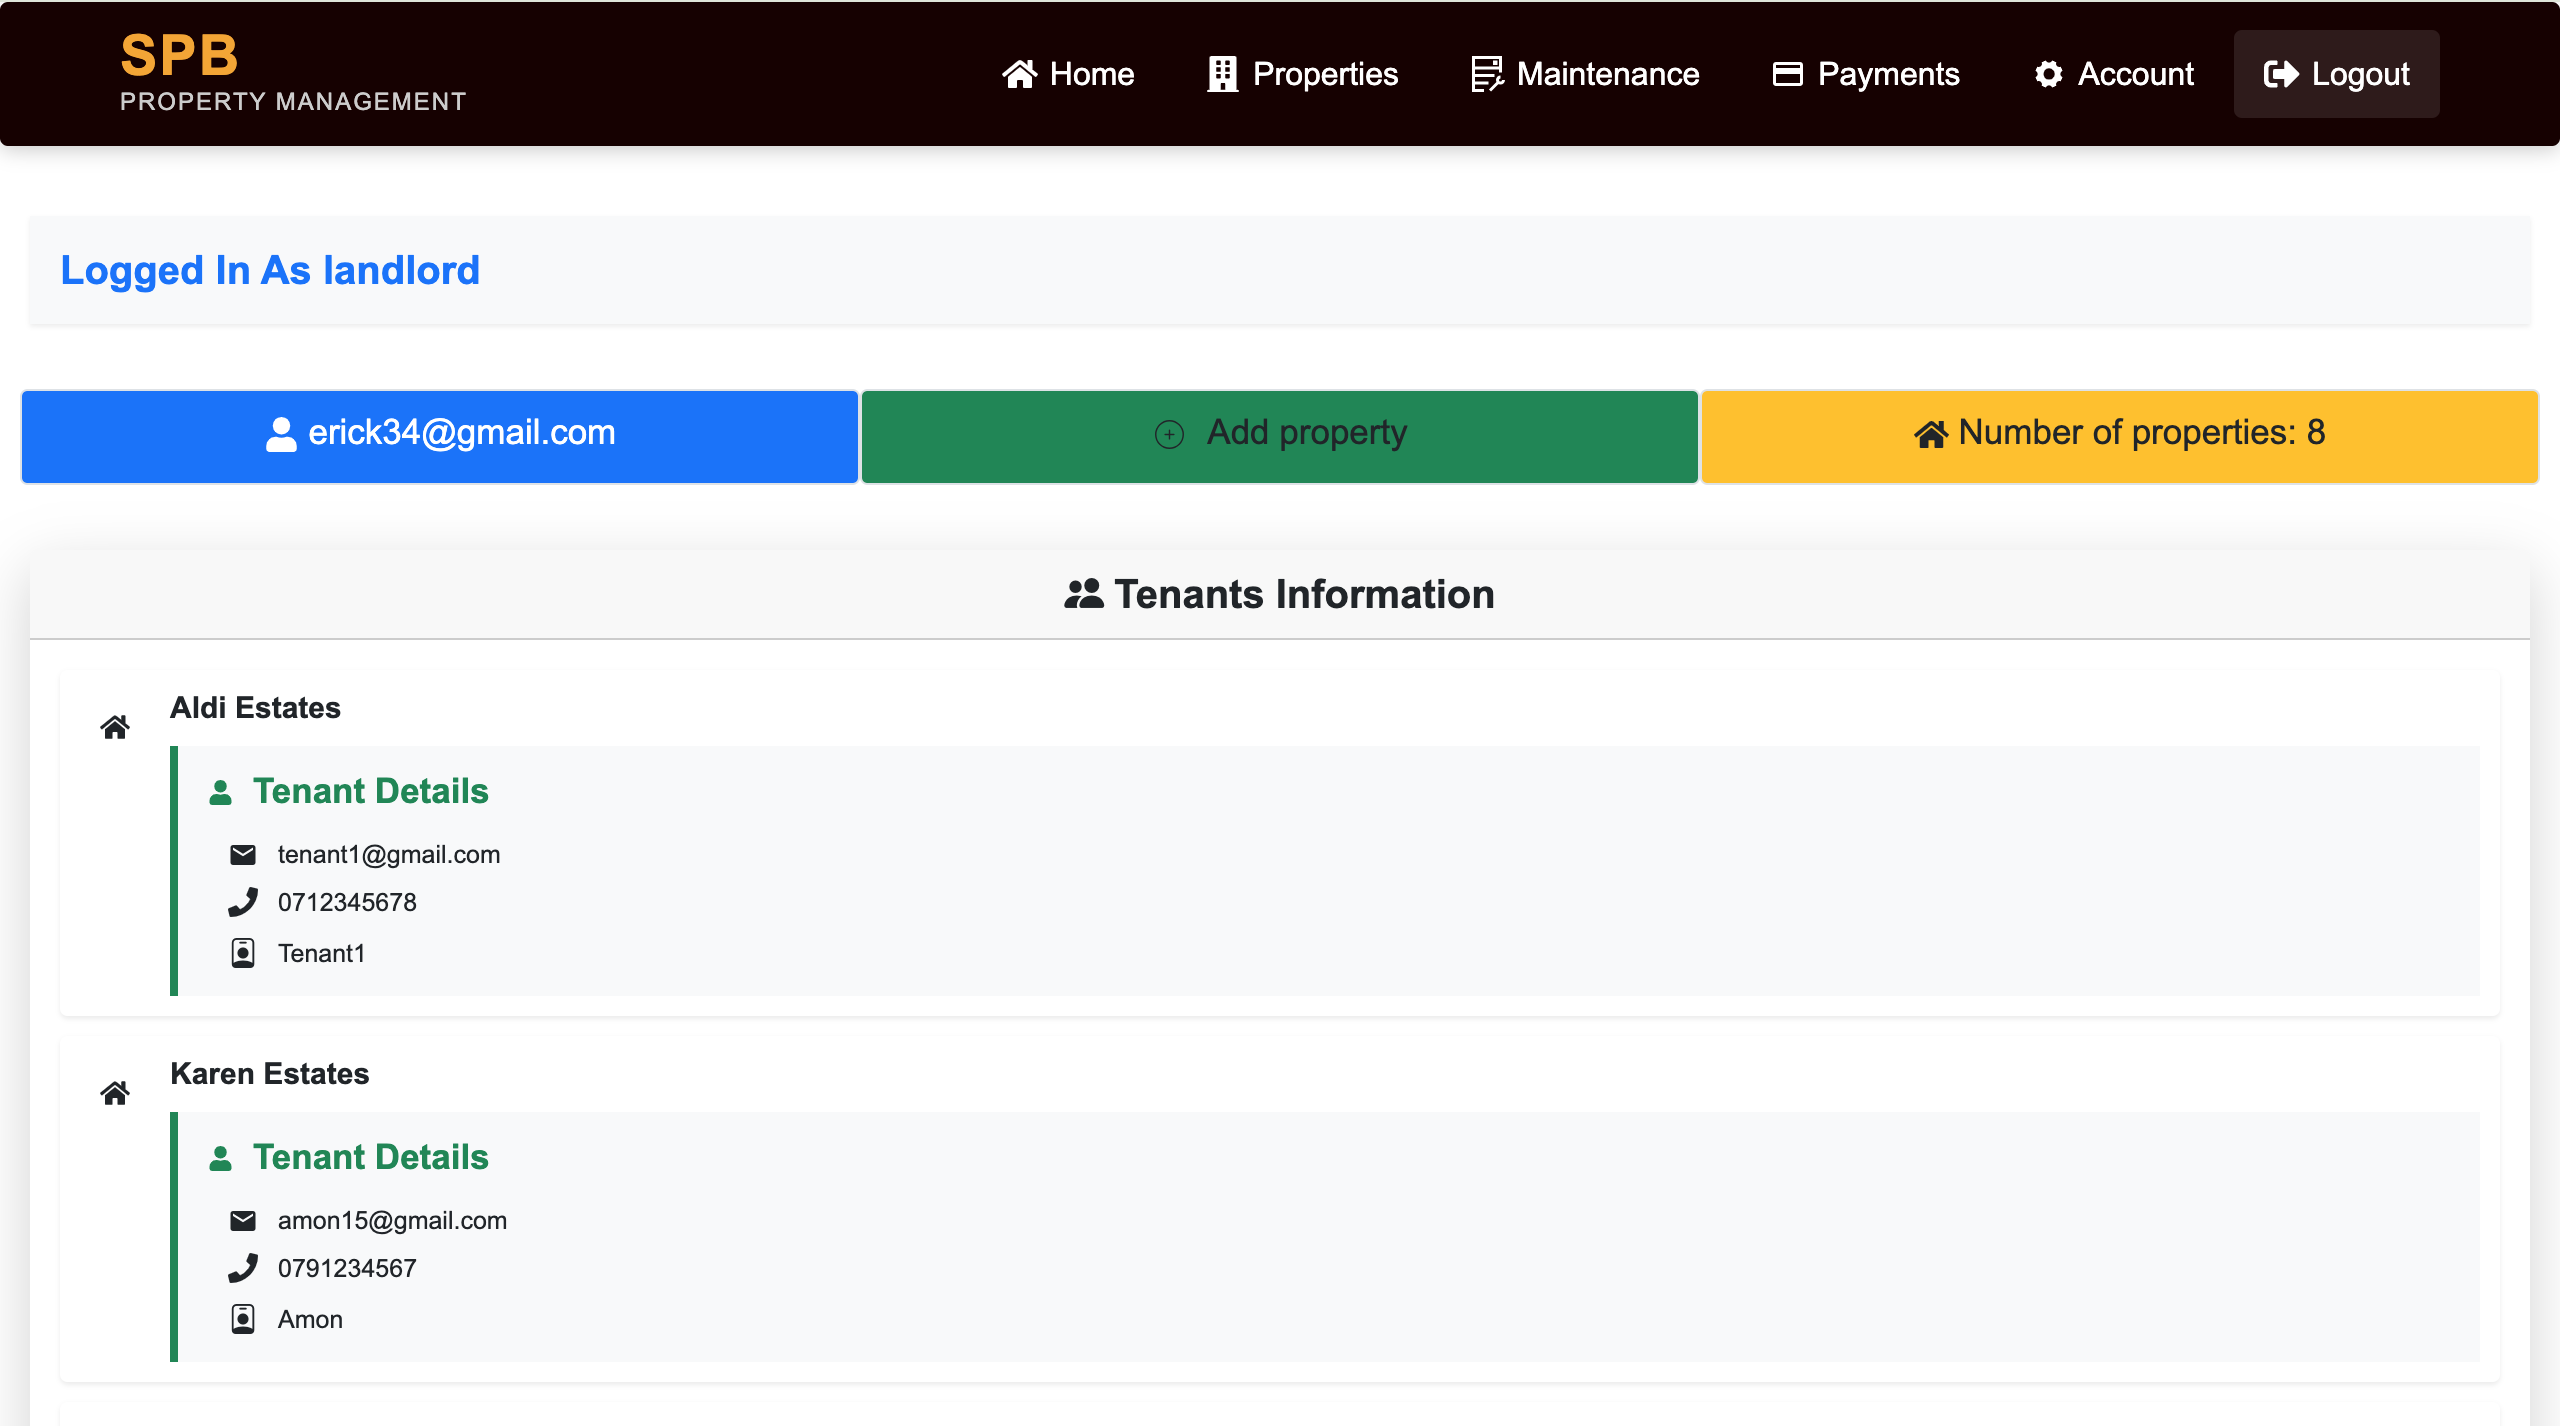 SPB
PROPERTY MANAGEMENT
Home Properties Maintenance Payments Account Logout
Logged In As landlord
erick34@gmail.com Add property Number of properties: 8
Tenants Information
Aldi Estates
Tenant Details
tenant1@gmail.com
0712345678
Tenant1
Karen Estates
Tenant Details
amon15@gmail.com
0791234567
Amon